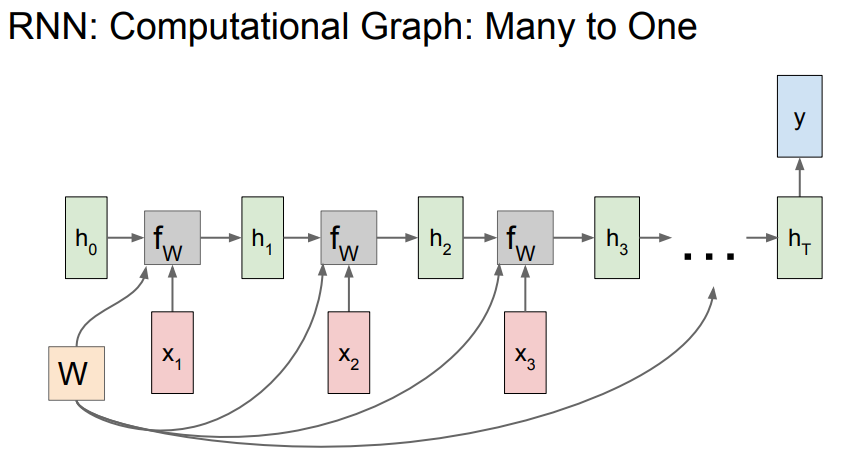 RNN: Computational Graph: Many to One
y
h0 fW h1 fW h2 fW h3 ... hT
W x1 x2 x3